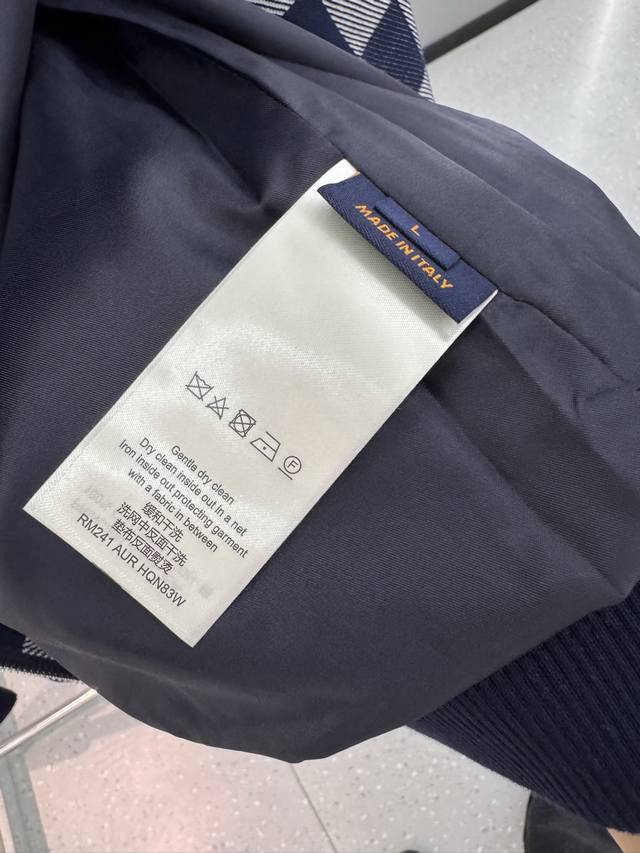 L
MADE IN ITALY
F
Gentle dry clean
Dry clean inside out in a net
Iron inside out protecting garment
with a fabric in between
缓和干洗
洗网中反面干洗
垫布反面熨烫
RM241 AUR HQN83W